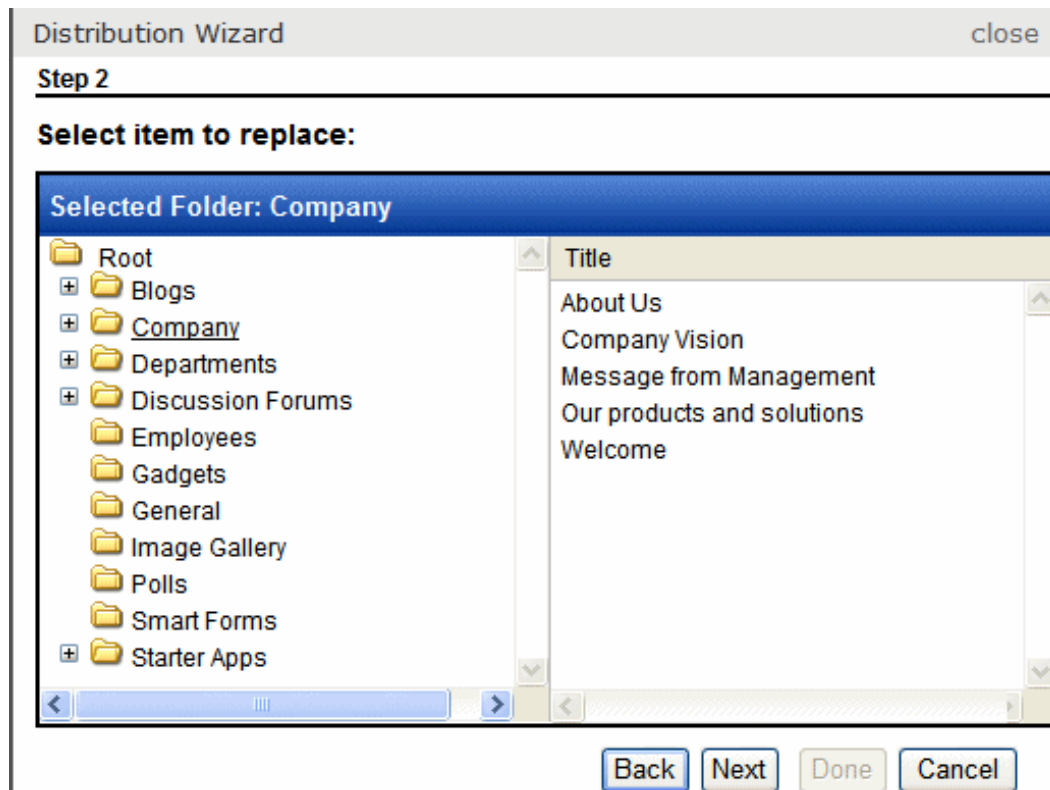 Distribution Wizard close
Step 2
Select item to replace:
Selected Folder: Company
Root
Blogs
Company
Departments
Discussion Forums
Employees
Gadgets
General
Image Gallery
Polls
Smart Forms
Starter Apps
Title
About Us
Company Vision
Message from Management
Our products and solutions
Welcome
Back Next Done Cancel